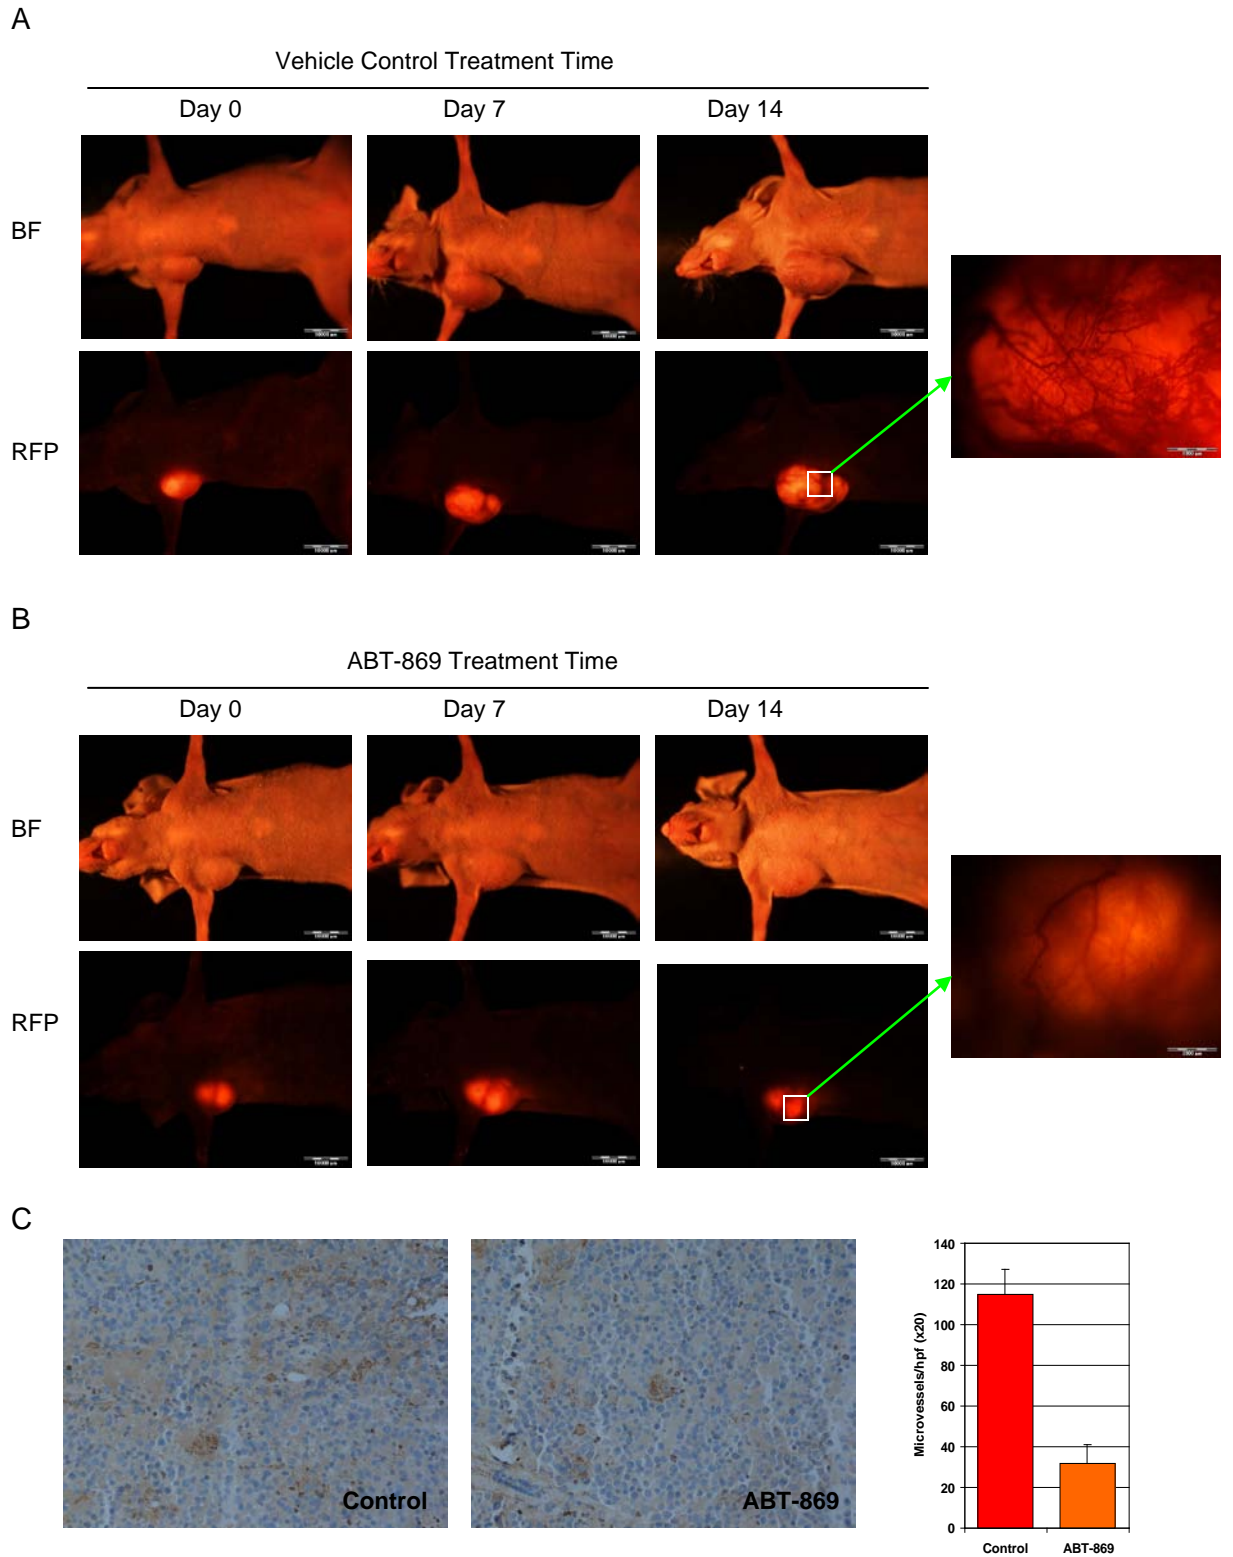 A
Vehicle Control Treatment Time
Day 0 Day 7 Day 14
BF
RFP
B
ABT-869 Treatment Time
Day 0 Day 7 Day 14
BF
RFP
C
Control
ABT-869
Microvessels/hpf (x20)
140
120
100
80
60
40
20
0
Control ABT-869